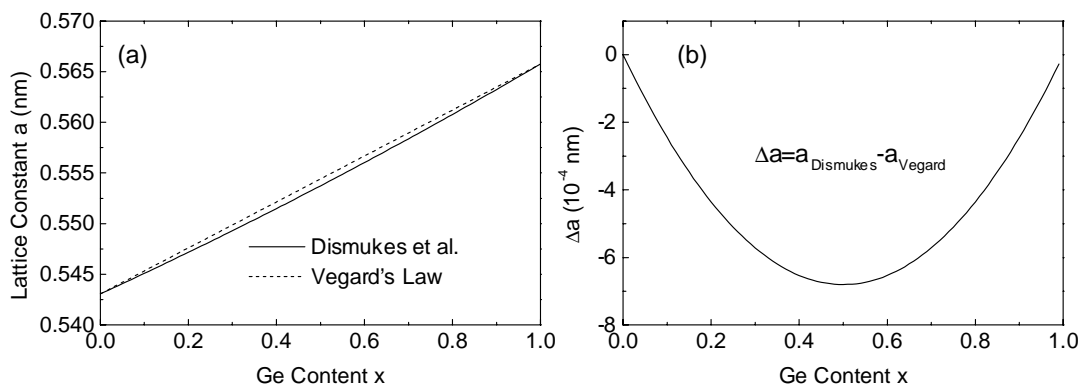 0.570
0.565
0.560
0.555
0.550
0.545
0.540
Lattice Constant a (nm)
(a)
Dismukes et al.
Vegard's Law
0.0 0.2 0.4 0.6 0.8 1.0
Ge Content x
0
-2
-4
-6
-8
Δa (10⁻⁴ nm)
(b)
Δa=a_Dismukes-a_Vegard
0.0 0.2 0.4 0.6 0.8 1.0
Ge Content x